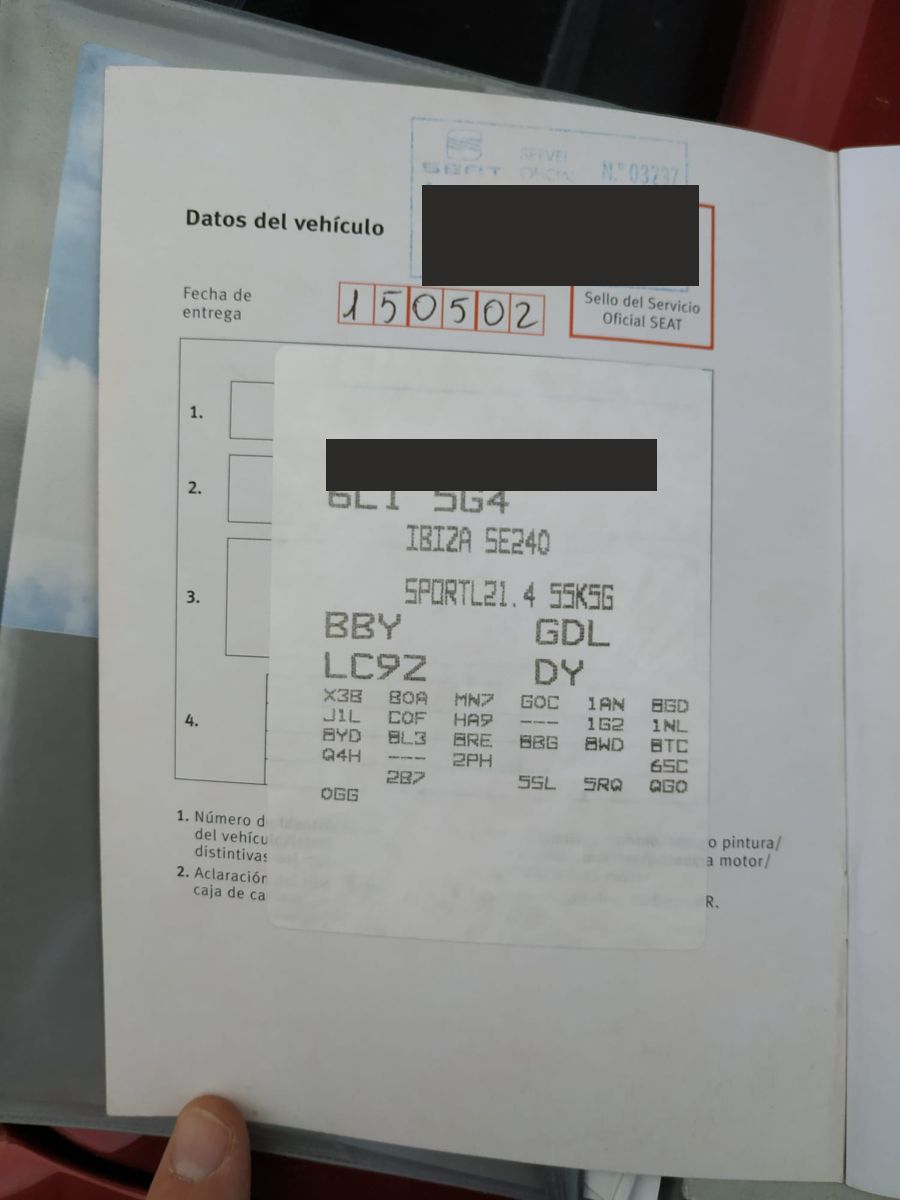 SEAT SERVEI OFICIAL N.º 03237
Datos del vehículo
Fecha de entrega
150502
Sello del Servicio
Oficial SEAT
1.
2.
3.
4.
6L1 5G4
IBIZA SE240
SPORTL21.4 55K5G
BBY GDL
LC9Z DY
X3B B0A MN7 G0C 1AN 8GD
J1L C0F HA9 --- 1G2 1NL
8YD 8L3 8RE 8BG 8WD 8TC
Q4H --- 2PH 6SC
2B7 5SL 5RQ QG0
0GG
1. Número d
del vehícu o pintura/
distintivas a motor/
2. Aclaración
caja de ca R.